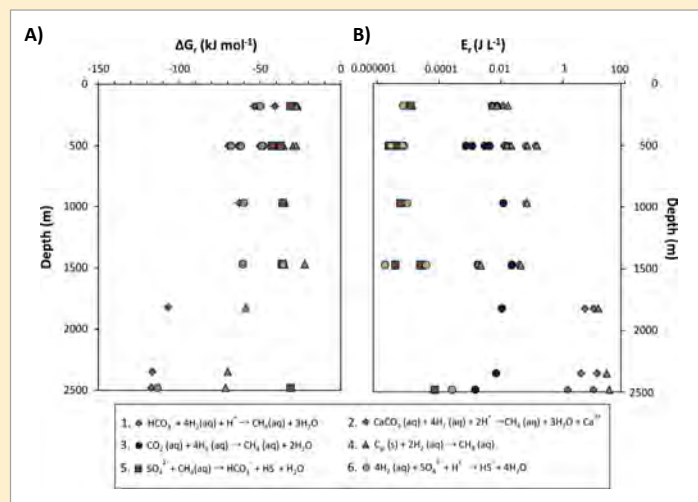 A) ΔGᵣ (kJ mol⁻¹) B) Eᵣ (J L⁻¹)
-150 -100 -50 0 0.000001 0.0001 0.01 1 100
0 0
500 500
1000 1000
1500 1500
2000 2000
2500 2500
Depth (m) Depth (m)
1. HCO₃⁻ + 4H₂(aq) + H⁺ → CH₄(aq) + 3H₂O 2. CaCO₃ (aq) + 4H₂ (aq) + 2H⁺ → CH₄ (aq) + 3H₂O + Ca²⁺
3. CO₂ (aq) + 4H₂ (aq) → CH₄ (aq) + 2H₂O 4. (s) + 2H₂ (aq) → CH₄ (aq)
5. SO₄²⁻ + CH₄(aq) → HCO₃⁻ + HS⁻ + H₂O 6. 4H₂ (aq) + SO₄²⁻ + H⁺ → HS⁻ + 4H₂O